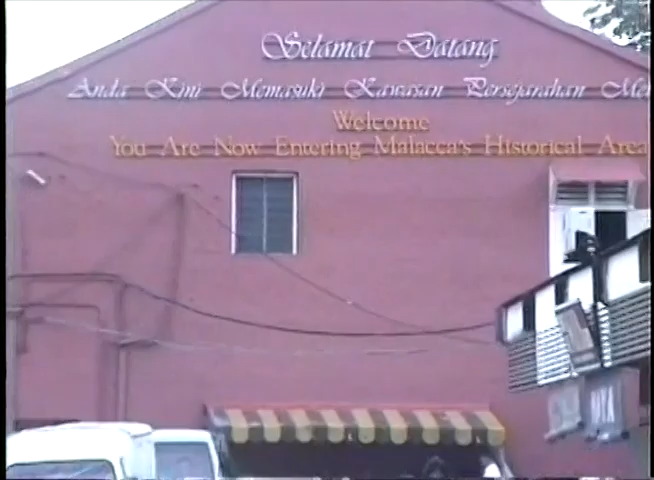 Selamat Datang
Anda Kini Memasuki Kawasan Persejarahan
Welcome
You Are Now Entering Malacca's Historical Area